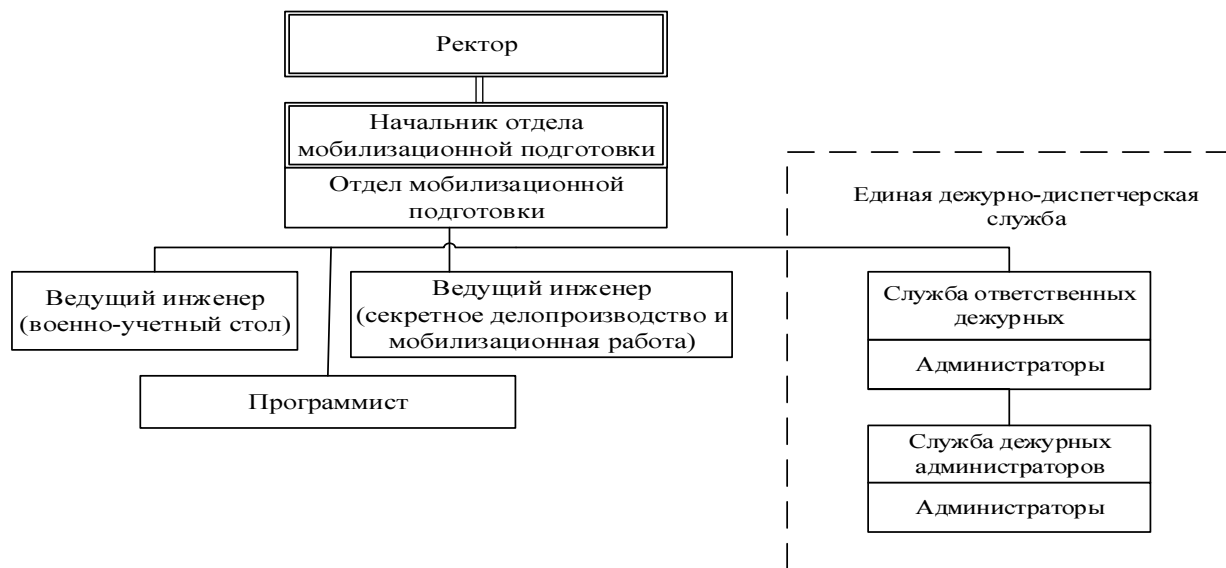 Ректор
Начальник отдела
мобилизационной подготовки
Отдел мобилизационной
подготовки
Единая дежурно-диспетчерская
служба
Ведущий инженер
(военно-учетный стол)
Ведущий инженер
(секретное делопроизводство и
мобилизационная работа)
Служба ответственных
дежурных
Администраторы
Программист
Служба дежурных
администраторов
Администраторы